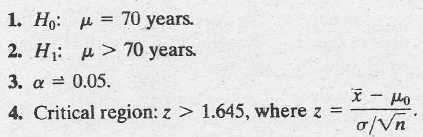 1. H₀: μ = 70 years.
2. H₁: μ > 70 years.
3. α = 0.05.
4. Critical region: z > 1.645, where z = (x̄ − μ₀)/(σ/√n).